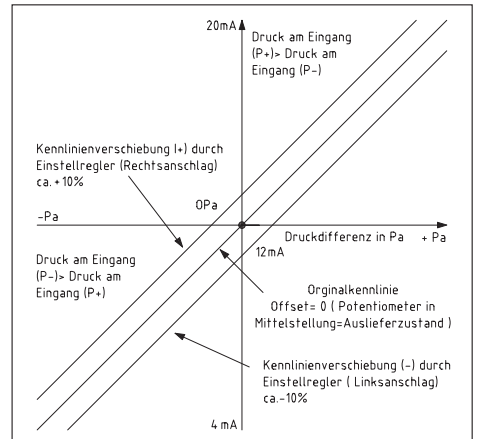 20mA
Druck am Eingang
(P+)> Druck am
Eingang (P-)
Kennlinienverschiebung (+) durch
Einstellregler (Rechtsanschlag)
ca.+10%
OPa
-Pa
Druckdifferenz in Pa + Pa
12mA
Druck am Eingang
(P-)> Druck am
Eingang (P+)
Orginalkennlinie
Offset= 0 ( Potentiometer in
Mittelstellung=Auslieferzustand )
Kennlinienverschiebung (-) durch
Einstellregler ( Linksanschlag)
ca.-10%
4 mA